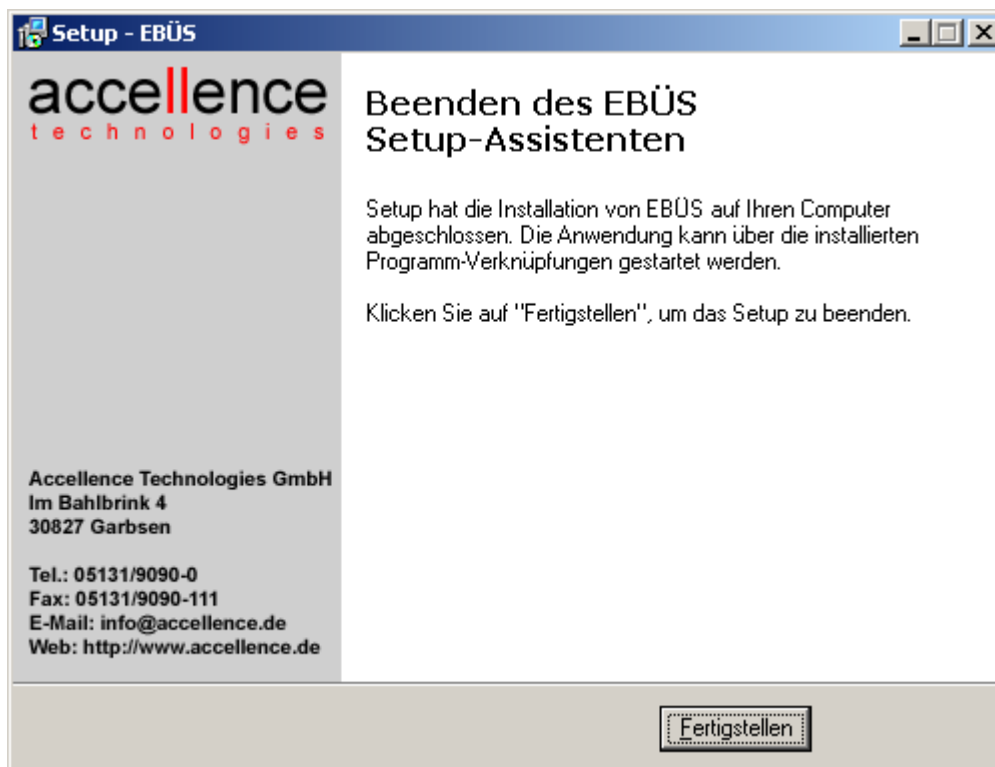 Setup - EBÜS
accellence
technologies
Beenden des EBÜS
Setup-Assistenten
Setup hat die Installation von EBÜS auf Ihren Computer
abgeschlossen. Die Anwendung kann über die installierten
Programm-Verknüpfungen gestartet werden.
Klicken Sie auf "Fertigstellen", um das Setup zu beenden.
Accellence Technologies GmbH
Im Bahlbrink 4
30827 Garbsen
Tel.: 05131/9090-0
Fax: 05131/9090-111
E-Mail: info@accellence.de
Web: http://www.accellence.de
Fertigstellen